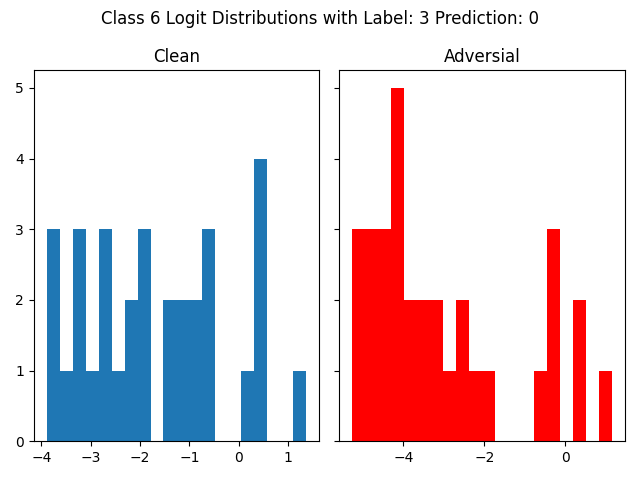 Class 6 Logit Distributions with Label: 3 Prediction: 0
Clean
Adversial
5
4
3
2
1
0
−4 −3 −2 −1 0 1
−4 −2 0